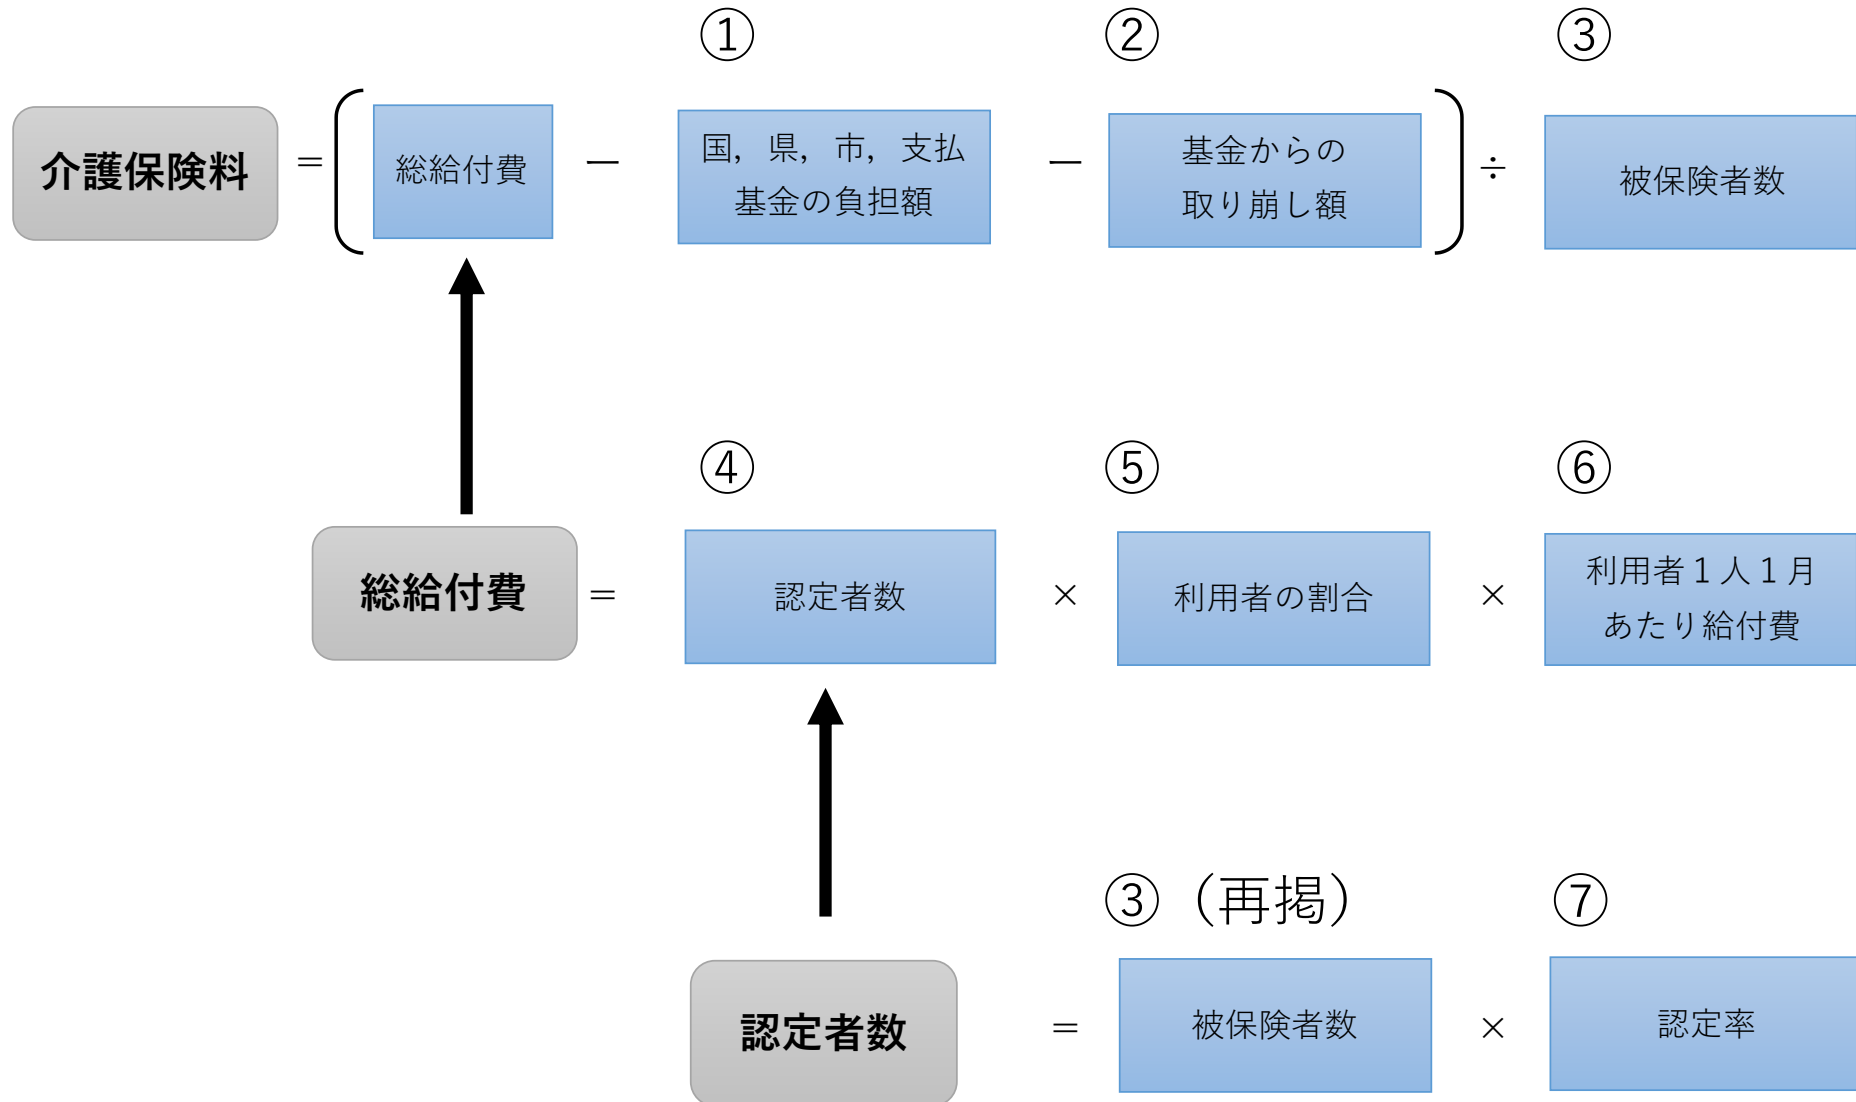 ① ② ③
介護保険料 = ( 総給付費 − 国，県，市，支払
基金の負担額 − 基金からの
取り崩し額 ) ÷ 被保険者数
④ ⑤ ⑥
総給付費 = 認定者数 × 利用者の割合 × 利用者１人１月
あたり給付費
③（再掲） ⑦
認定者数 = 被保険者数 × 認定率